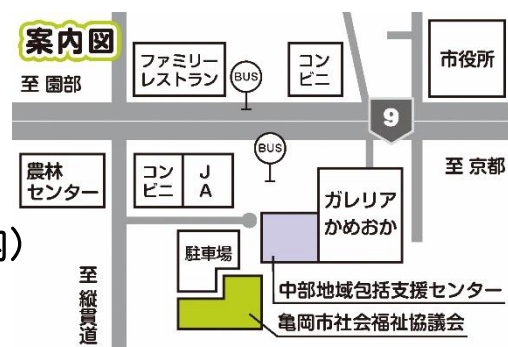 案内図
至 園部
ファミリー
レストラン
BUS
コン
ビニ
市役所
9
BUS
至 京都
農林
センター
コン
ビニ
J
A
ガレリア
かめおか
駐車場
至 縦貫道
中部地域包括支援センター
亀岡市社会福祉協議会
)